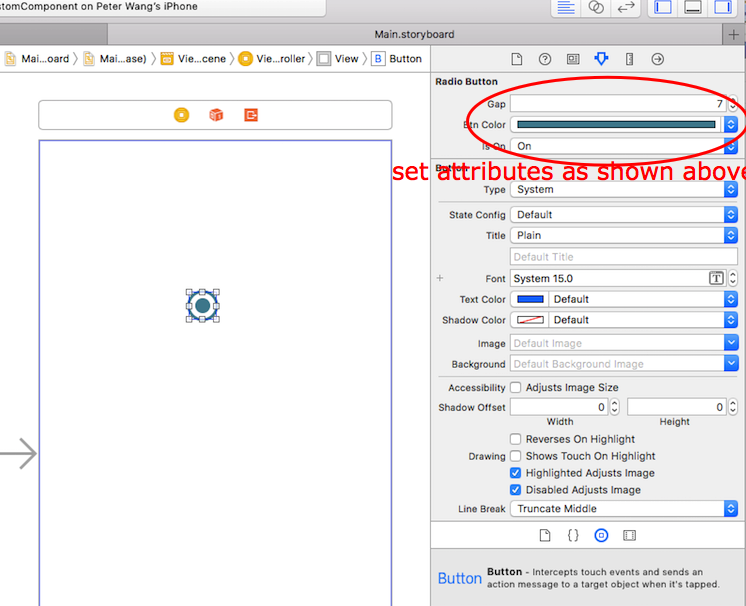 stomComponent on Peter Wang's iPhone
Main.storyboard
Mai...oard
Mai...ase)
Vie...cene
Vie...roller
View
B Button
Radio Button
Gap 7
Btn Color
Is On On
set attributes as shown above
Button
Type System
State Config Default
Title Plain
Default Title
Font System 15.0 T
Text Color Default
Shadow Color Default
Image Default Image
Background Default Background Image
Accessibility Adjusts Image Size
Shadow Offset 0 0
Width Height
Reverses On Highlight
Drawing Shows Touch On Highlight
Highlighted Adjusts Image
Disabled Adjusts Image
Line Break Truncate Middle
{ }
Button Button - Intercepts touch events and sends an
action message to a target object when it's tapped.